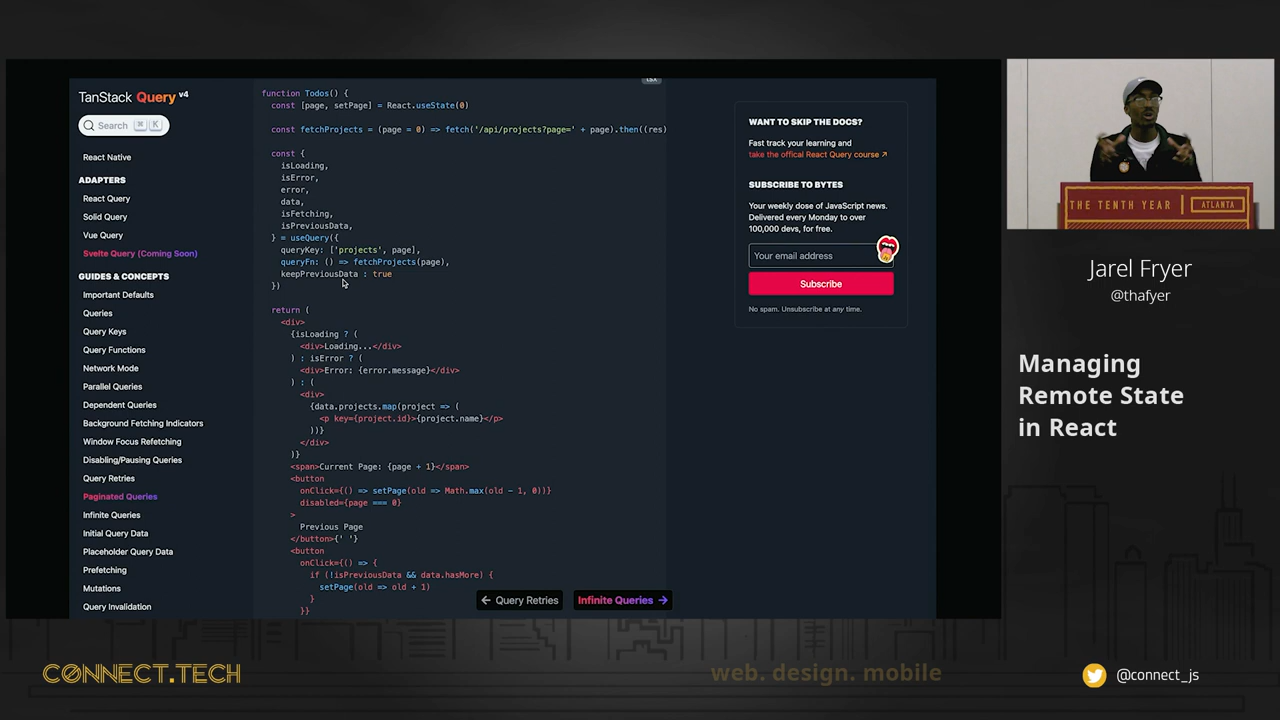 TanStack Query v4
Search ⌘ K
React Native
ADAPTERS
React Query
Solid Query
Vue Query
Svelte Query (Coming Soon)
GUIDES & CONCEPTS
Important Defaults
Queries
Query Keys
Query Functions
Network Mode
Parallel Queries
Dependent Queries
Background Fetching Indicators
Window Focus Refetching
Disabling/Pausing Queries
Query Retries
Paginated Queries
Infinite Queries
Initial Query Data
Placeholder Query Data
Prefetching
Mutations
Query Invalidation
tsx
function Todos() {
const [page, setPage] = React.useState(0)
const fetchProjects = (page = 0) => fetch('/api/projects?page=' + page).then((res)
const {
isLoading,
isError,
error,
data,
isFetching,
isPreviousData,
} = useQuery({
queryKey: ['projects', page],
queryFn: () => fetchProjects(page),
keepPreviousData : true
})
return (
<div>
{isLoading ? (
<div>Loading...</div>
) : isError ? (
<div>Error: {error.message}</div>
) : (
<div>
{data.projects.map(project => (
<p key={project.id}>{project.name}</p>
))}
</div>
)}
<span>Current Page: {page + 1}</span>
<button
onClick={() => setPage(old => Math.max(old - 1, 0))}
disabled={page === 0}
>
Previous Page
</button>{' '}
<button
onClick={() => {
if (!isPreviousData && data.hasMore) {
setPage(old => old + 1)
}
}}
← Query Retries
Infinite Queries →
WANT TO SKIP THE DOCS?
Fast track your learning and
take the offical React Query course ↗
SUBSCRIBE TO BYTES
Your weekly dose of JavaScript news.
Delivered every Monday to over
100,000 devs, for free.
Your email address
Subscribe
No spam. Unsubscribe at any time.
THE TENTH YEAR | ATLANTA
Jarel Fryer
@thafyer
Managing
Remote State
in React
CONNECT.TECH
web. design. mobile
@connect_js